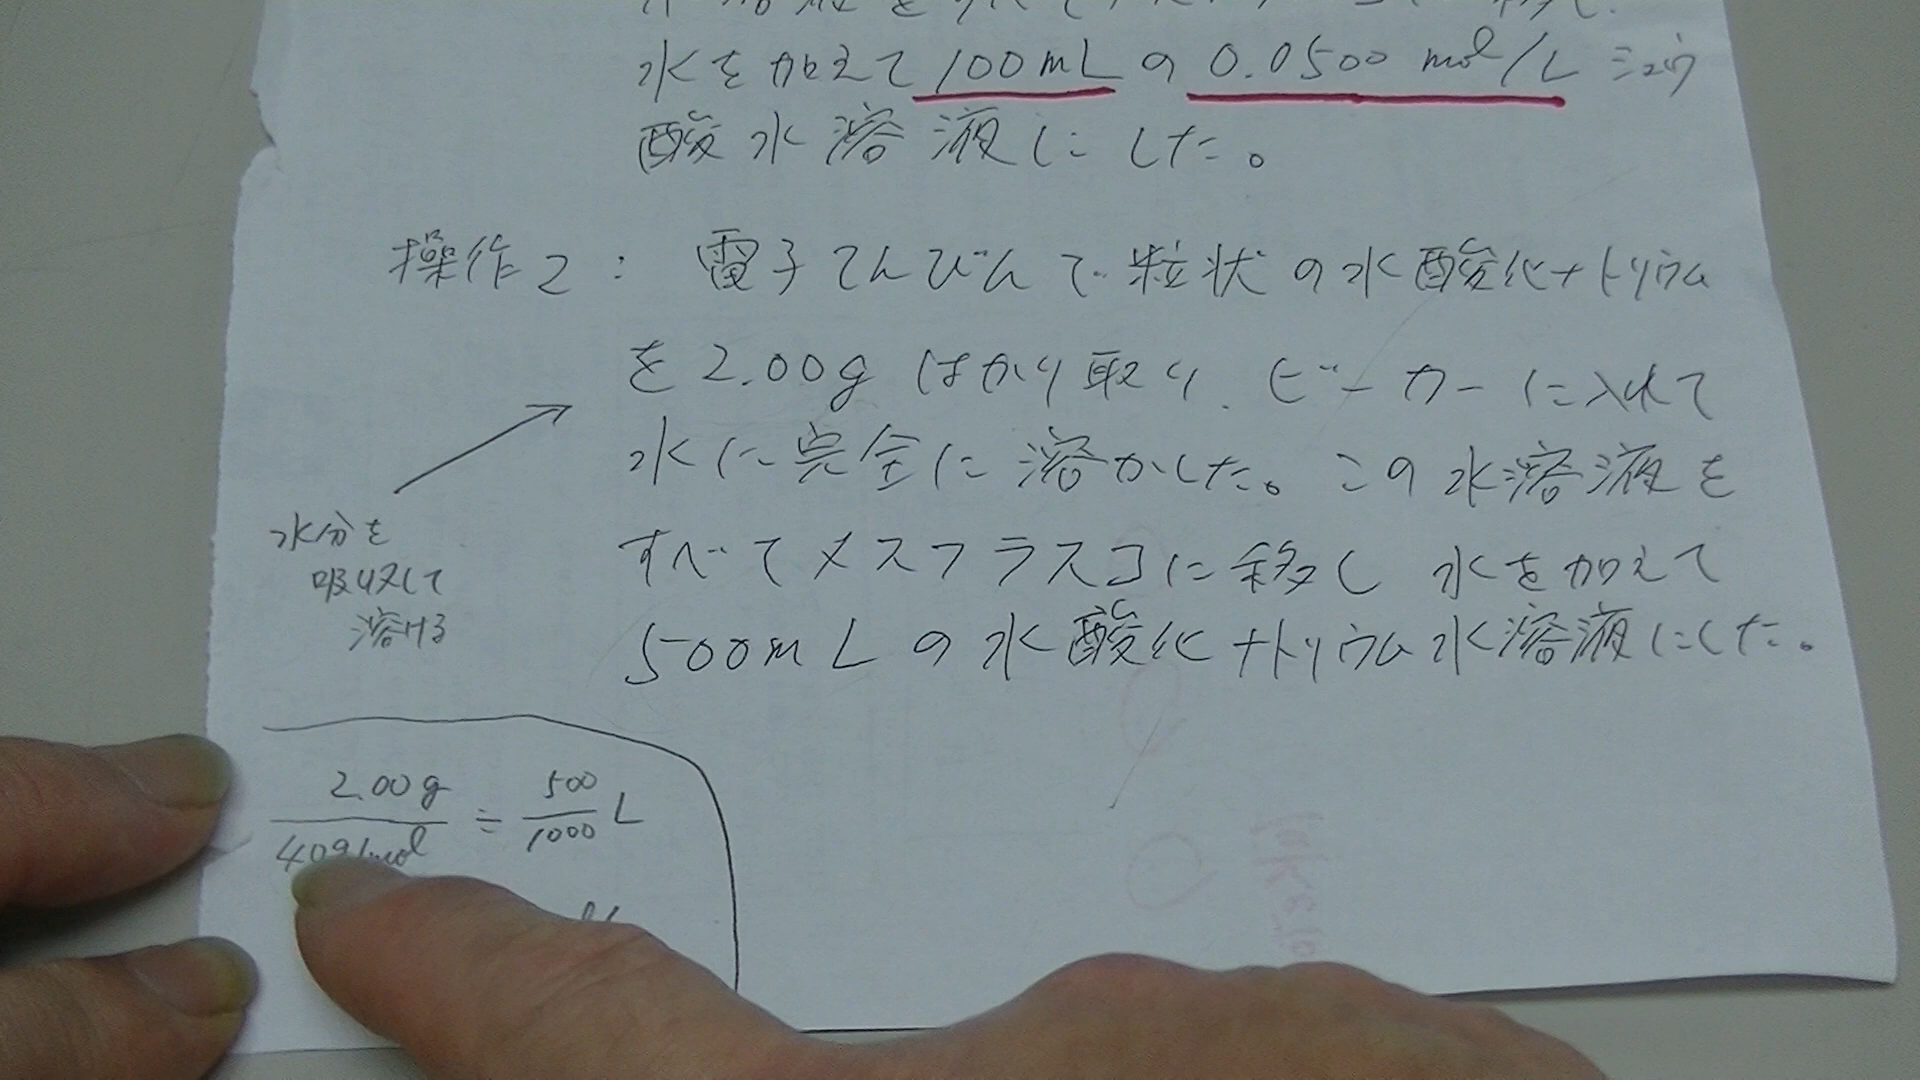 水を加えて100mLの0.0500 mol/L シュウ
酸水溶液にした。
操作2: 電子てんびんで粒状の水酸化ナトリウム
を2.00gはかり取り、ビーカーに入れて
水に完全に溶かした。この水溶液を
すべてメスフラスコに移し 水を加えて
500mLの水酸化ナトリウム水溶液にした。
水分を
吸収して
溶ける
2.00g/40g/mol ÷ 500/1000 L